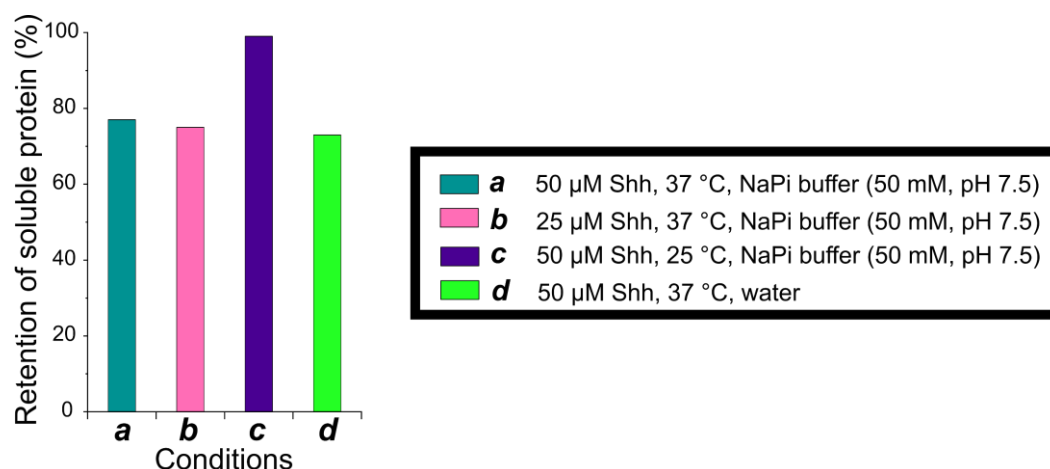 Retention of soluble protein (%)
100
80
60
40
20
0
a b c d
Conditions
a 50 µM Shh, 37 °C, NaPi buffer (50 mM, pH 7.5)
b 25 µM Shh, 37 °C, NaPi buffer (50 mM, pH 7.5)
c 50 µM Shh, 25 °C, NaPi buffer (50 mM, pH 7.5)
d 50 µM Shh, 37 °C, water